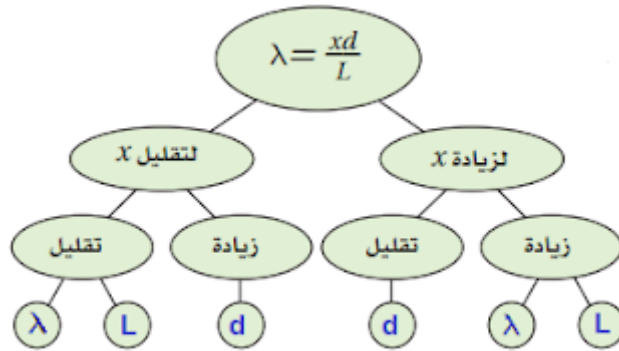 λ = xd/L
لزيادة x
لتقليل x
زيادة
تقليل
زيادة
تقليل
L
λ
d
d
L
λ